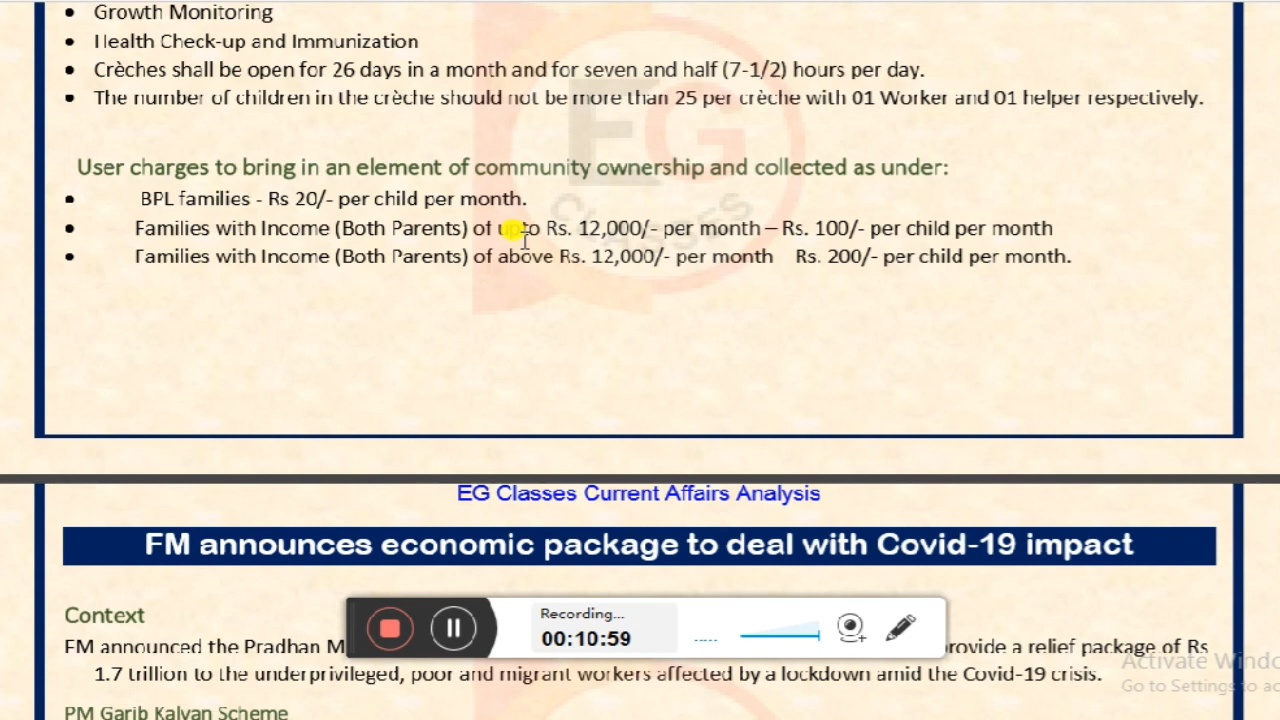 Growth Monitoring
Health Check-up and Immunization
Crèches shall be open for 26 days in a month and for seven and half (7-1/2) hours per day.
The number of children in the crèche should not be more than 25 per crèche with 01 Worker and 01 helper respectively.
EG
CLASSES
User charges to bring in an element of community ownership and collected as under:
BPL families - Rs 20/- per child per month.
Families with Income (Both Parents) of upto Rs. 12,000/- per month – Rs. 100/- per child per month
Families with Income (Both Parents) of above Rs. 12,000/- per month Rs. 200/- per child per month.
EG Classes Current Affairs Analysis
FM announces economic package to deal with Covid-19 impact
Context
FM announced the Pradhan M rovide a relief package of Rs
1.7 trillion to the underprivileged, poor and migrant workers affected by a lockdown amid the Covid-19 crisis.
PM Garib Kalyan Scheme
Recording...
00:10:59
Activate Windo
Go to Settings to ac